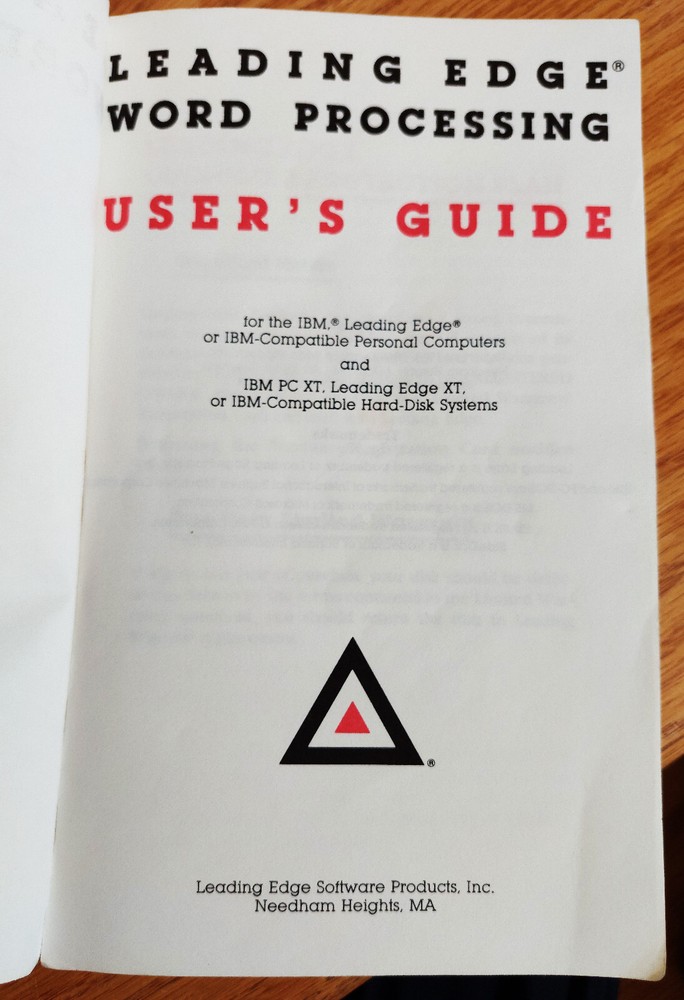 LEADING EDGE®
WORD PROCESSING
USER'S GUIDE
for the IBM,® Leading Edge®
or IBM-Compatible Personal Computers
and
IBM PC XT, Leading Edge XT,
or IBM-Compatible Hard-Disk Systems
®
Leading Edge Software Products, Inc.
Needham Heights, MA